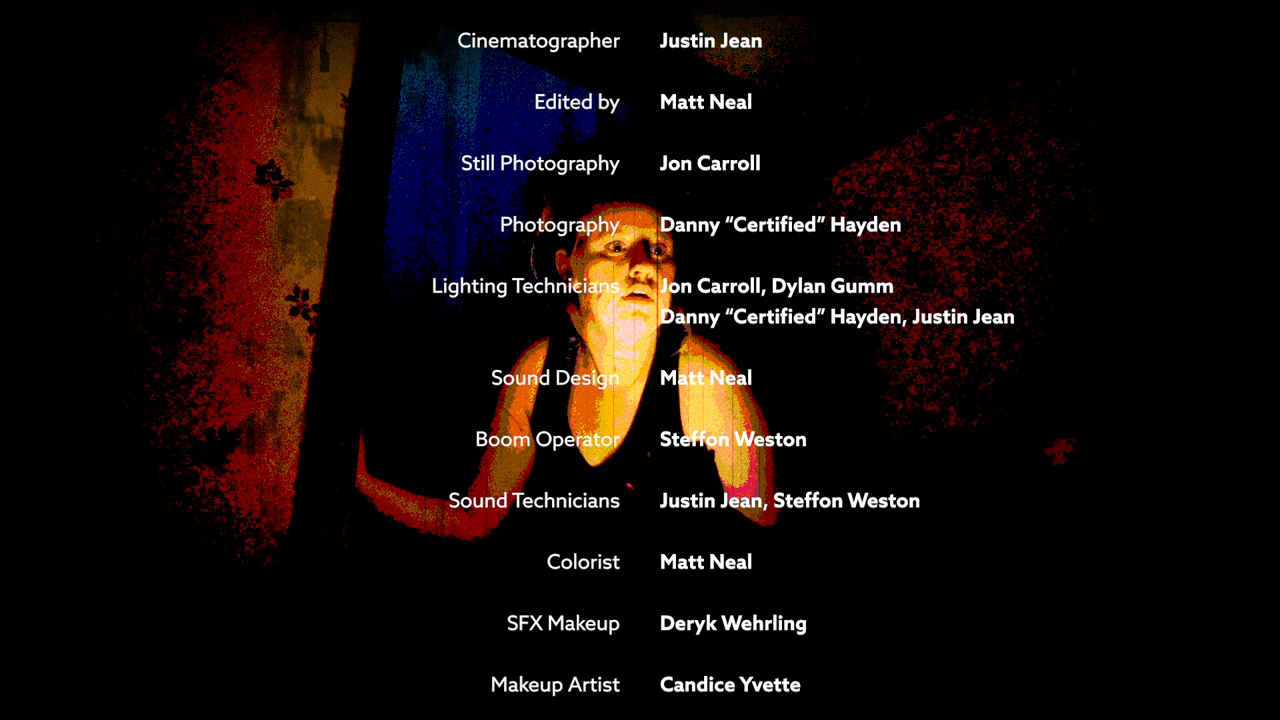 Cinematographer Justin Jean
Edited by Matt Neal
Still Photography Jon Carroll
Photography Danny “Certified” Hayden
Lighting Technicians Jon Carroll, Dylan Gumm
Danny “Certified” Hayden, Justin Jean
Sound Design Matt Neal
Boom Operator Steffon Weston
Sound Technicians Justin Jean, Steffon Weston
Colorist Matt Neal
SFX Makeup Deryk Wehrling
Makeup Artist Candice Yvette